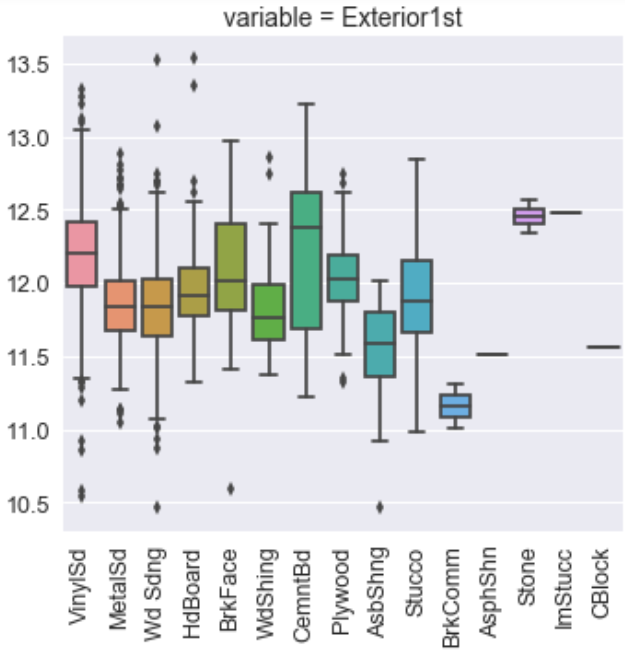 variable = Exterior1st
13.5
13.0
12.5
12.0
11.5
11.0
10.5
VinylSd
MetalSd
Wd Sdng
HdBoard
BrkFace
WdShing
CemntBd
Plywood
AsbShng
Stucco
BrkComm
AsphShn
Stone
ImStucc
CBlock